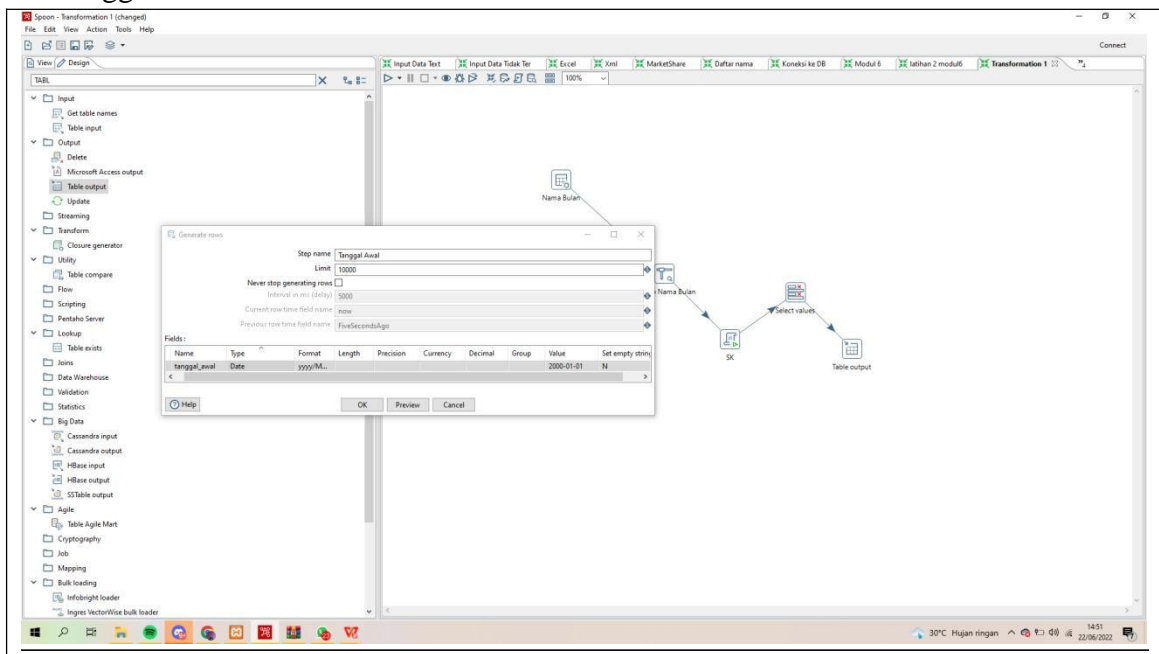 Spoon - Transformation 1 (changed)
File Edit View Action Tools Help
Connect
View Design
Input Data Text Input Data Tidak Ter Excel Xml MarketShare Daftar nama Koneksi ke DB Modul 6 latihan 2 modul6 Transformation 1
TABL
100%
Input
Get table names
Table input
Output
Delete
Microsoft Access output
Table output
Update
Streaming
Transform
Closure generator
Utility
Table compare
Flow
Scripting
Pentaho Server
Lookup
Table exists
Joins
Data Warehouse
Validation
Statistics
Big Data
Cassandra input
Cassandra output
HBase input
HBase output
SSTable output
Agile
Table Agile Mart
Cryptography
Job
Mapping
Bulk loading
Infobright loader
Ingres VectorWise bulk loader
Nama Bulan
Generate rows
Step name Tanggal Awal
Limit 10000
Never stop generating rows
Interval in ms (delay) 5000
Current row time field name now
Previous row time field name FiveSecondsAgo
Fields :
Name Type Format Length Precision Currency Decimal Group Value Set empty string
tanggal_awal Date yyyy/M... 2000-01-01 N
Help OK Preview Cancel
Nama Bulan
Select values
SK
Table output
30°C Hujan ringan
14:51
22/06/2022